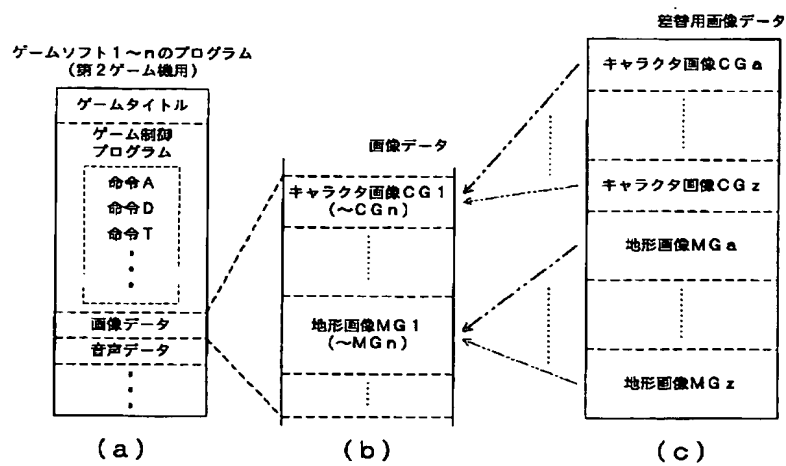 ゲームソフト1~nのプログラム
(第2ゲーム機用)
ゲームタイトル
ゲーム制御
プログラム
命令A
命令D
命令T
画像データ
音声データ
(a)
画像データ
キャラクタ画像CG1
(~CGn)
地形画像MG1
(~MGn)
(b)
差替用画像データ
キャラクタ画像CGa
キャラクタ画像CGz
地形画像MGa
地形画像MGz
(c)